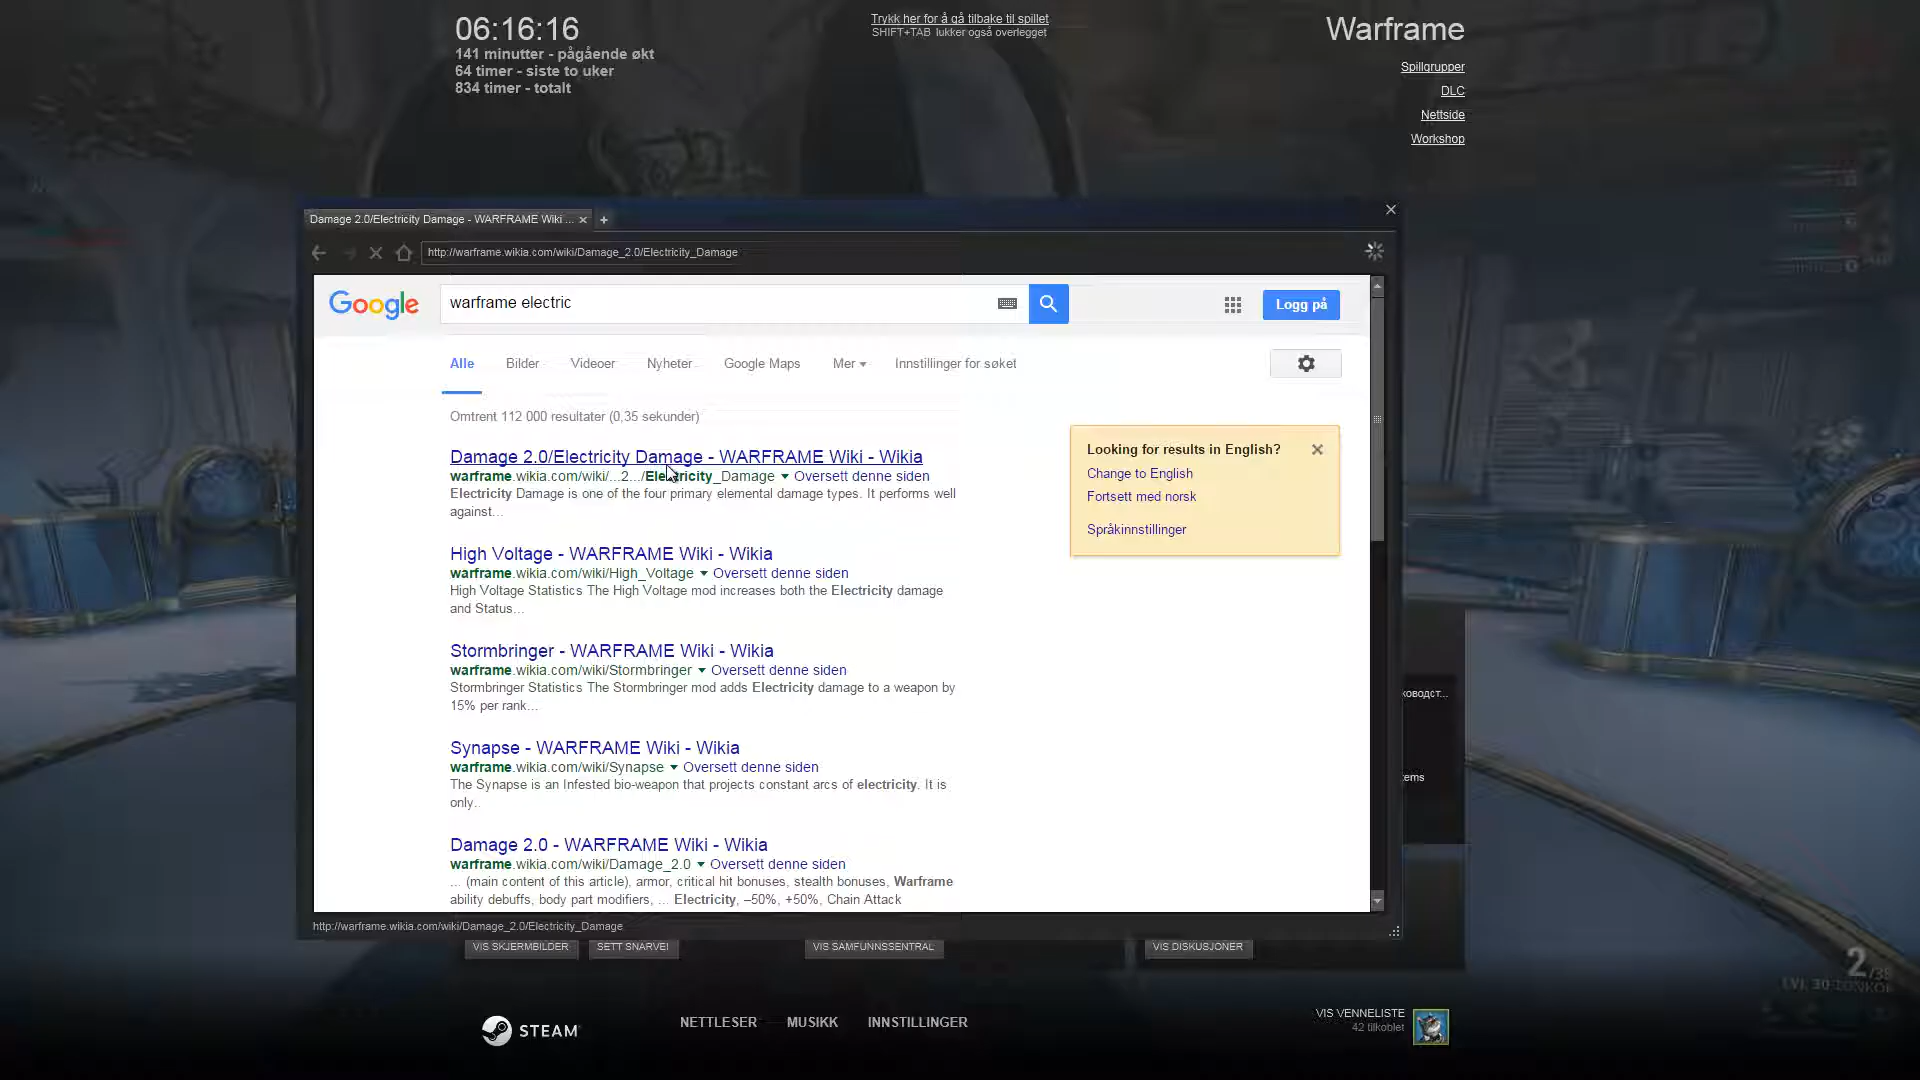 06:16:16
141 minutter - pågående økt
64 timer - siste to uker
834 timer - totalt
Trykk her for å gå tilbake til spillet
SHIFT+TAB lukker også overlegget
Warframe
Spillgrupper
DLC
Nettside
Workshop
Damage 2.0/Electricity Damage - WARFRAME Wiki ...
http://warframe.wikia.com/wiki/Damage_2.0/Electricity_Damage
Google
warframe electric
Logg på
Alle Bilder Videoer Nyheter Google Maps Mer Innstillinger for søket
Omtrent 112 000 resultater (0,35 sekunder)
Damage 2.0/Electricity Damage - WARFRAME Wiki - Wikia
warframe.wikia.com/wiki/...2.../Electricity_Damage Oversett denne siden
Electricity Damage is one of the four primary elemental damage types. It performs well
against...
High Voltage - WARFRAME Wiki - Wikia
warframe.wikia.com/wiki/High_Voltage Oversett denne siden
High Voltage Statistics The High Voltage mod increases both the Electricity damage
and Status...
Stormbringer - WARFRAME Wiki - Wikia
warframe.wikia.com/wiki/Stormbringer Oversett denne siden
Stormbringer Statistics The Stormbringer mod adds Electricity damage to a weapon by
15% per rank...
Synapse - WARFRAME Wiki - Wikia
warframe.wikia.com/wiki/Synapse Oversett denne siden
The Synapse is an Infested bio-weapon that projects constant arcs of electricity. It is
only..
Damage 2.0 - WARFRAME Wiki - Wikia
warframe.wikia.com/wiki/Damage_2.0 Oversett denne siden
... (main content of this article), armor, critical hit bonuses, stealth bonuses, Warframe
ability debuffs, body part modifiers, ... Electricity, –50%, +50%, Chain Attack
Looking for results in English?
Change to English
Fortsett med norsk
Språkinnstillinger
ководст...
tems
http://warframe.wikia.com/wiki/Damage_2.0/Electricity_Damage
VIS SKJERMBILDER SETT SNARVEI VIS SAMFUNNSSENTRAL VIS DISKUSJONER
2/38
LVL 30 TONKOR
STEAM
NETTLESER MUSIKK INNSTILLINGER
VIS VENNELISTE
42 tilkoblet